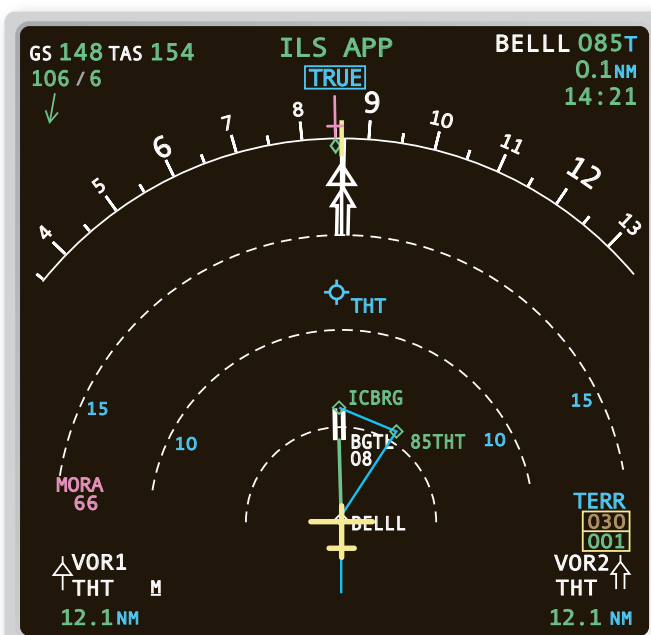 GS 148 TAS 154
106 / 6
ILS APP
TRUE
BELLL 085T
0.1NM
14:21
4 5 6 7 8 9 10 11 12 13
THT
15 15
10 10
ICBRG
BGTL 85THT
08
BELLL
MORA
66
TERR
030
001
VOR1
THT M
12.1NM
VOR2
THT
12.1 NM